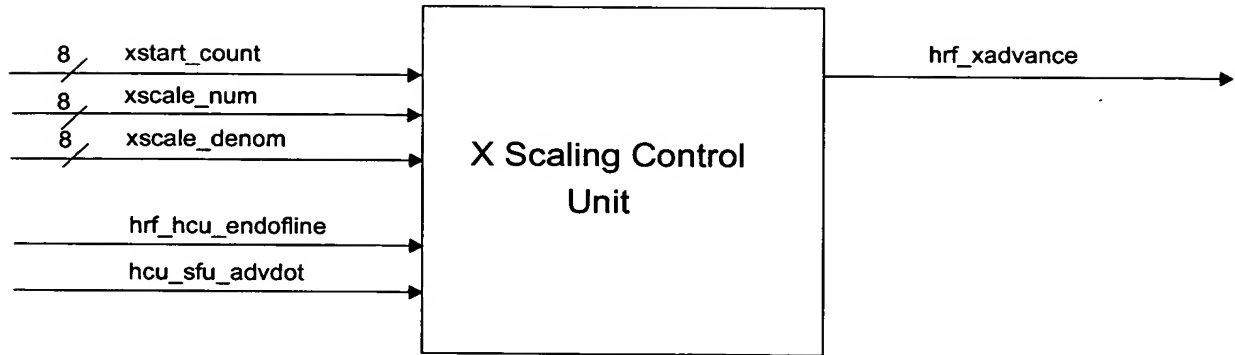 8 xstart_count
hrf_xadvance
8 xscale_num
8 xscale_denom
X Scaling Control
Unit
hrf_hcu_endofline
hcu_sfu_advdot